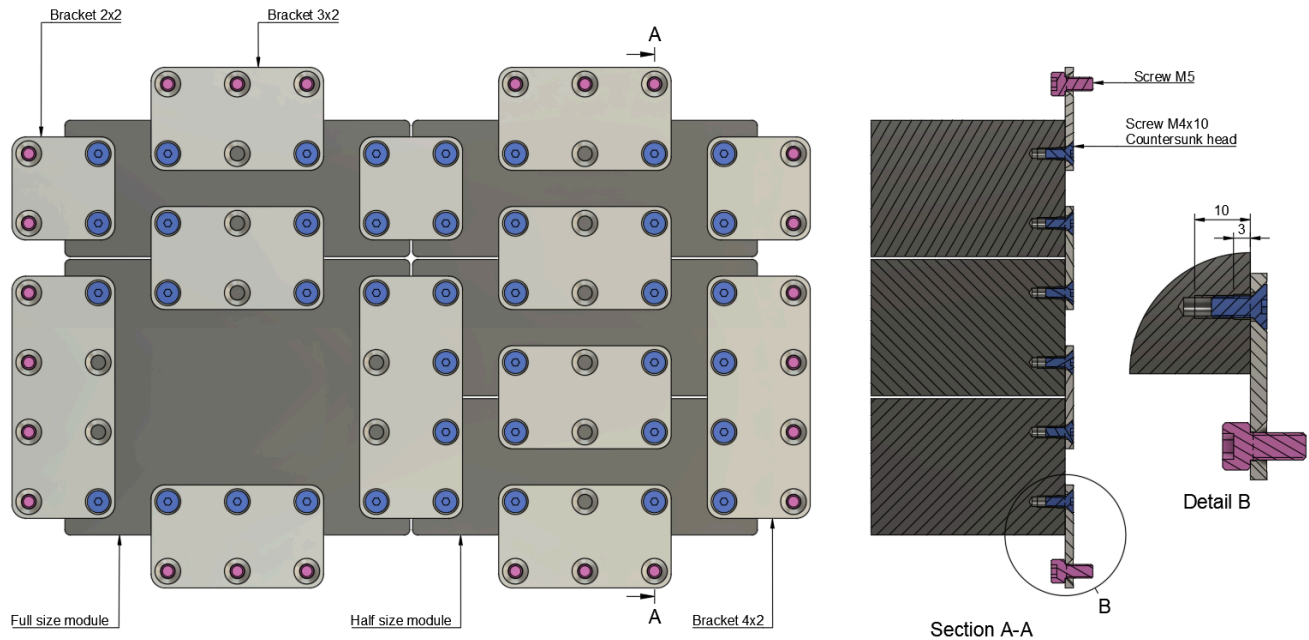 Bracket 2x2
Bracket 3x2
A
Screw M5
Screw M4x10
Countersunk head
10
3
Detail B
Full size module
Half size module
A
Bracket 4x2
B
Section A-A